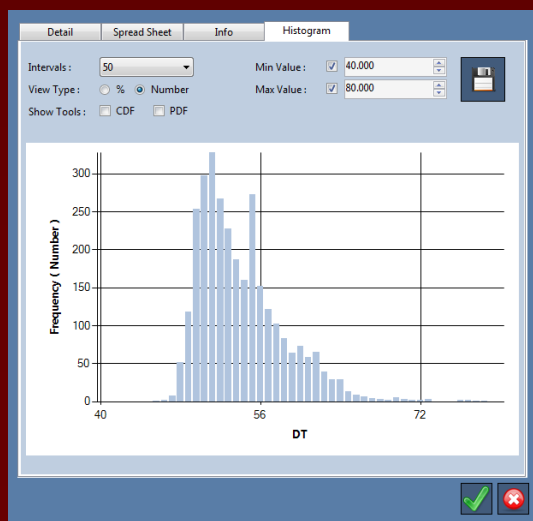 Detail Spread Sheet Info Histogram
Intervals : 50 Min Value : 40.000
View Type : % Number Max Value : 80.000
Show Tools : CDF PDF
300
250
200
150
100
50
0
Frequency ( Number )
40 56 72
DT